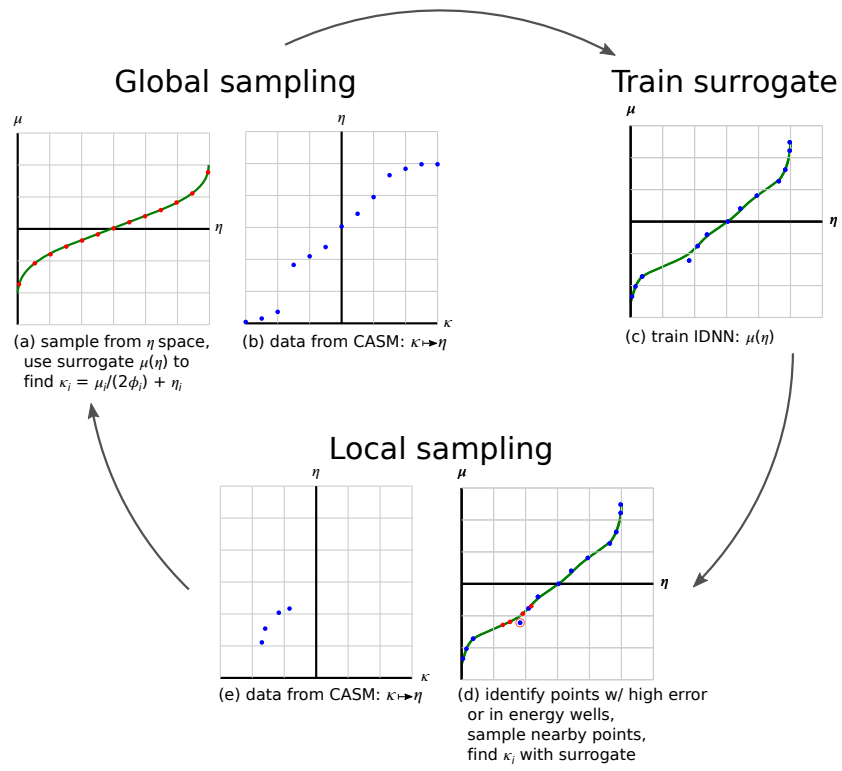 Global sampling
Train surrogate
μ
η
(a) sample from η space,
use surrogate μ(η) to
find κᵢ = μᵢ/(2ϕᵢ) + ηᵢ
η
κ
(b) data from CASM: κ↦η
μ
η
(c) train IDNN: μ(η)
Local sampling
η
κ
(e) data from CASM: κ↦η
μ
η
(d) identify points w/ high error
or in energy wells,
sample nearby points,
find κᵢ with surrogate